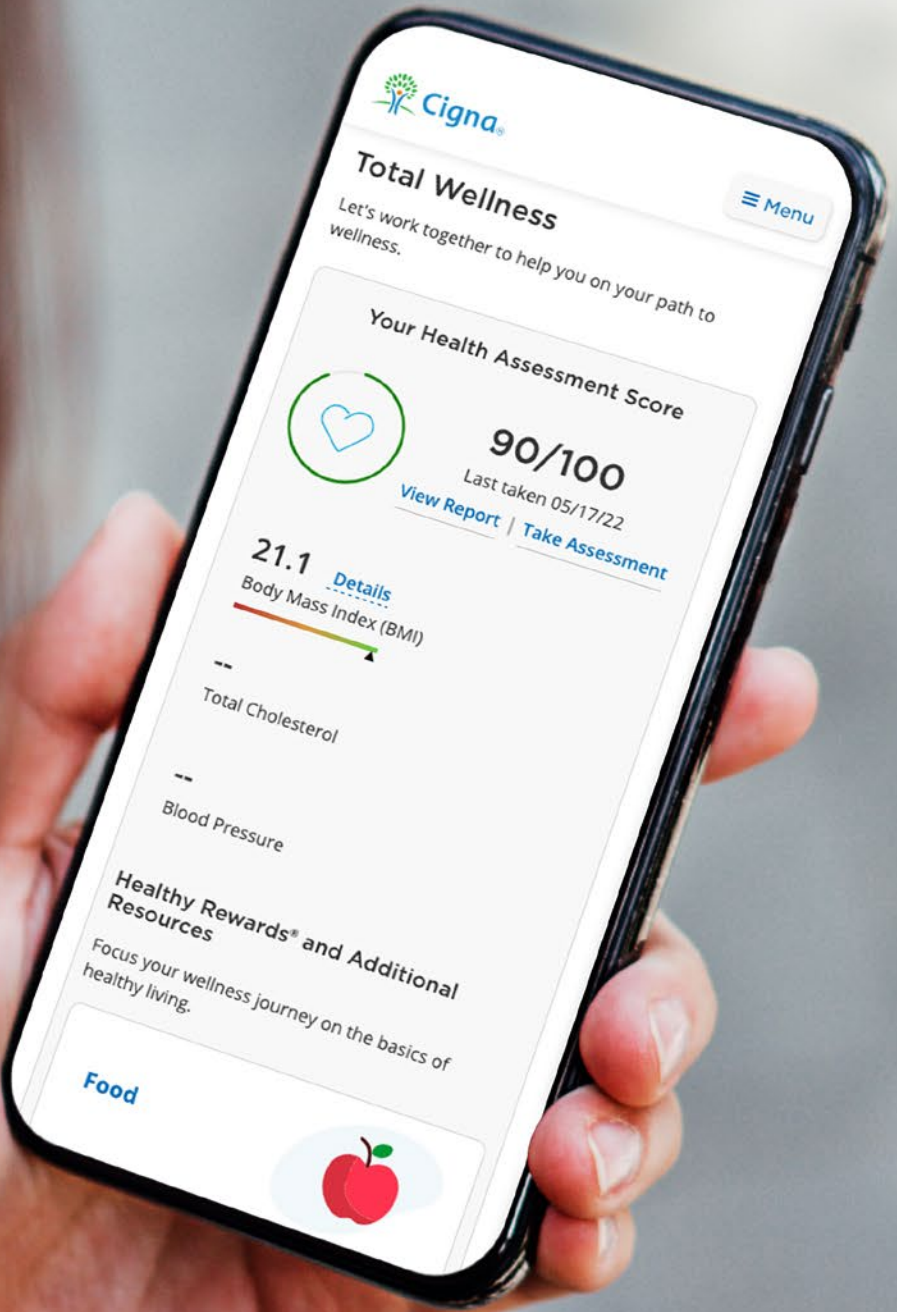 Cigna®
☰ Menu
Total Wellness
Let's work together to help you on your path to
wellness.
Your Health Assessment Score
90/100
Last taken 05/17/22
View Report | Take Assessment
21.1 Details
Body Mass Index (BMI)
--
Total Cholesterol
--
Blood Pressure
Healthy Rewards® and Additional
Resources
Focus your wellness journey on the basics of
healthy living.
Food